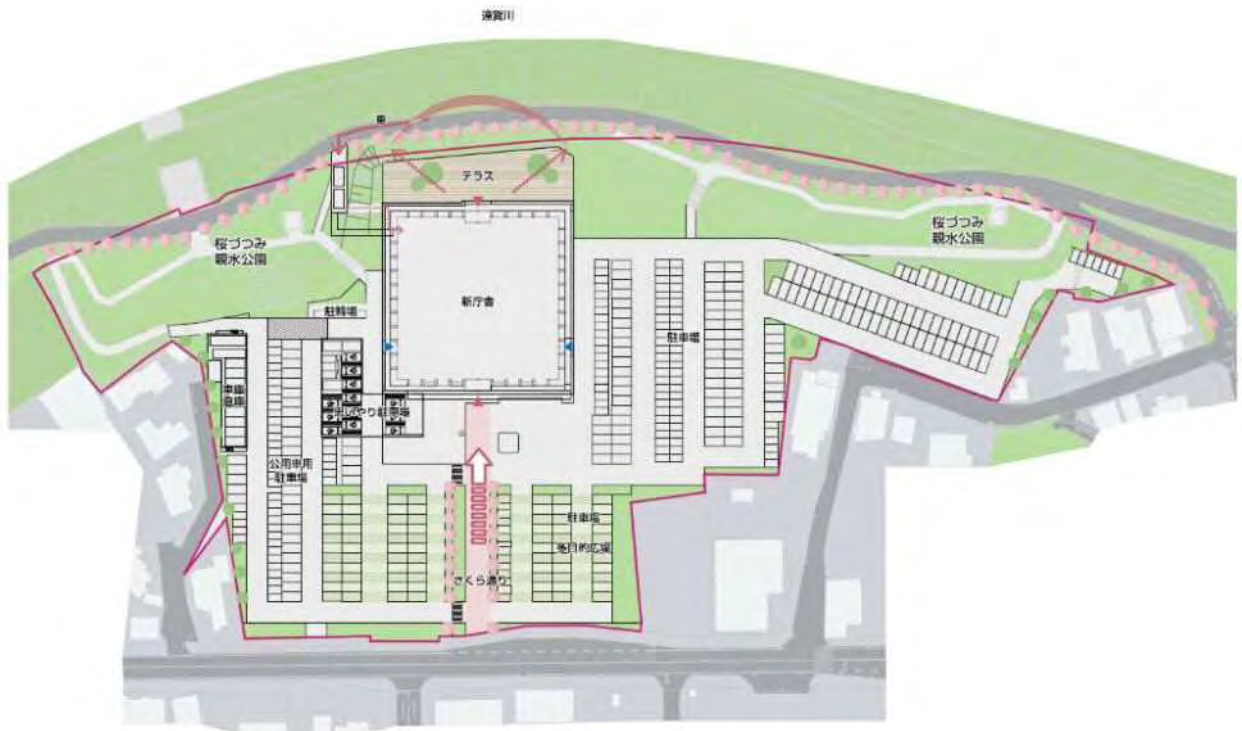 遠賀川
車
テラス
桜づつみ
親水公園
桜づつみ
親水公園
新庁舎
駐輪場
駐車場
車庫
倉庫
思いやり駐車場
公用車用
駐車場
駐車場
多目的広場
さくら通り